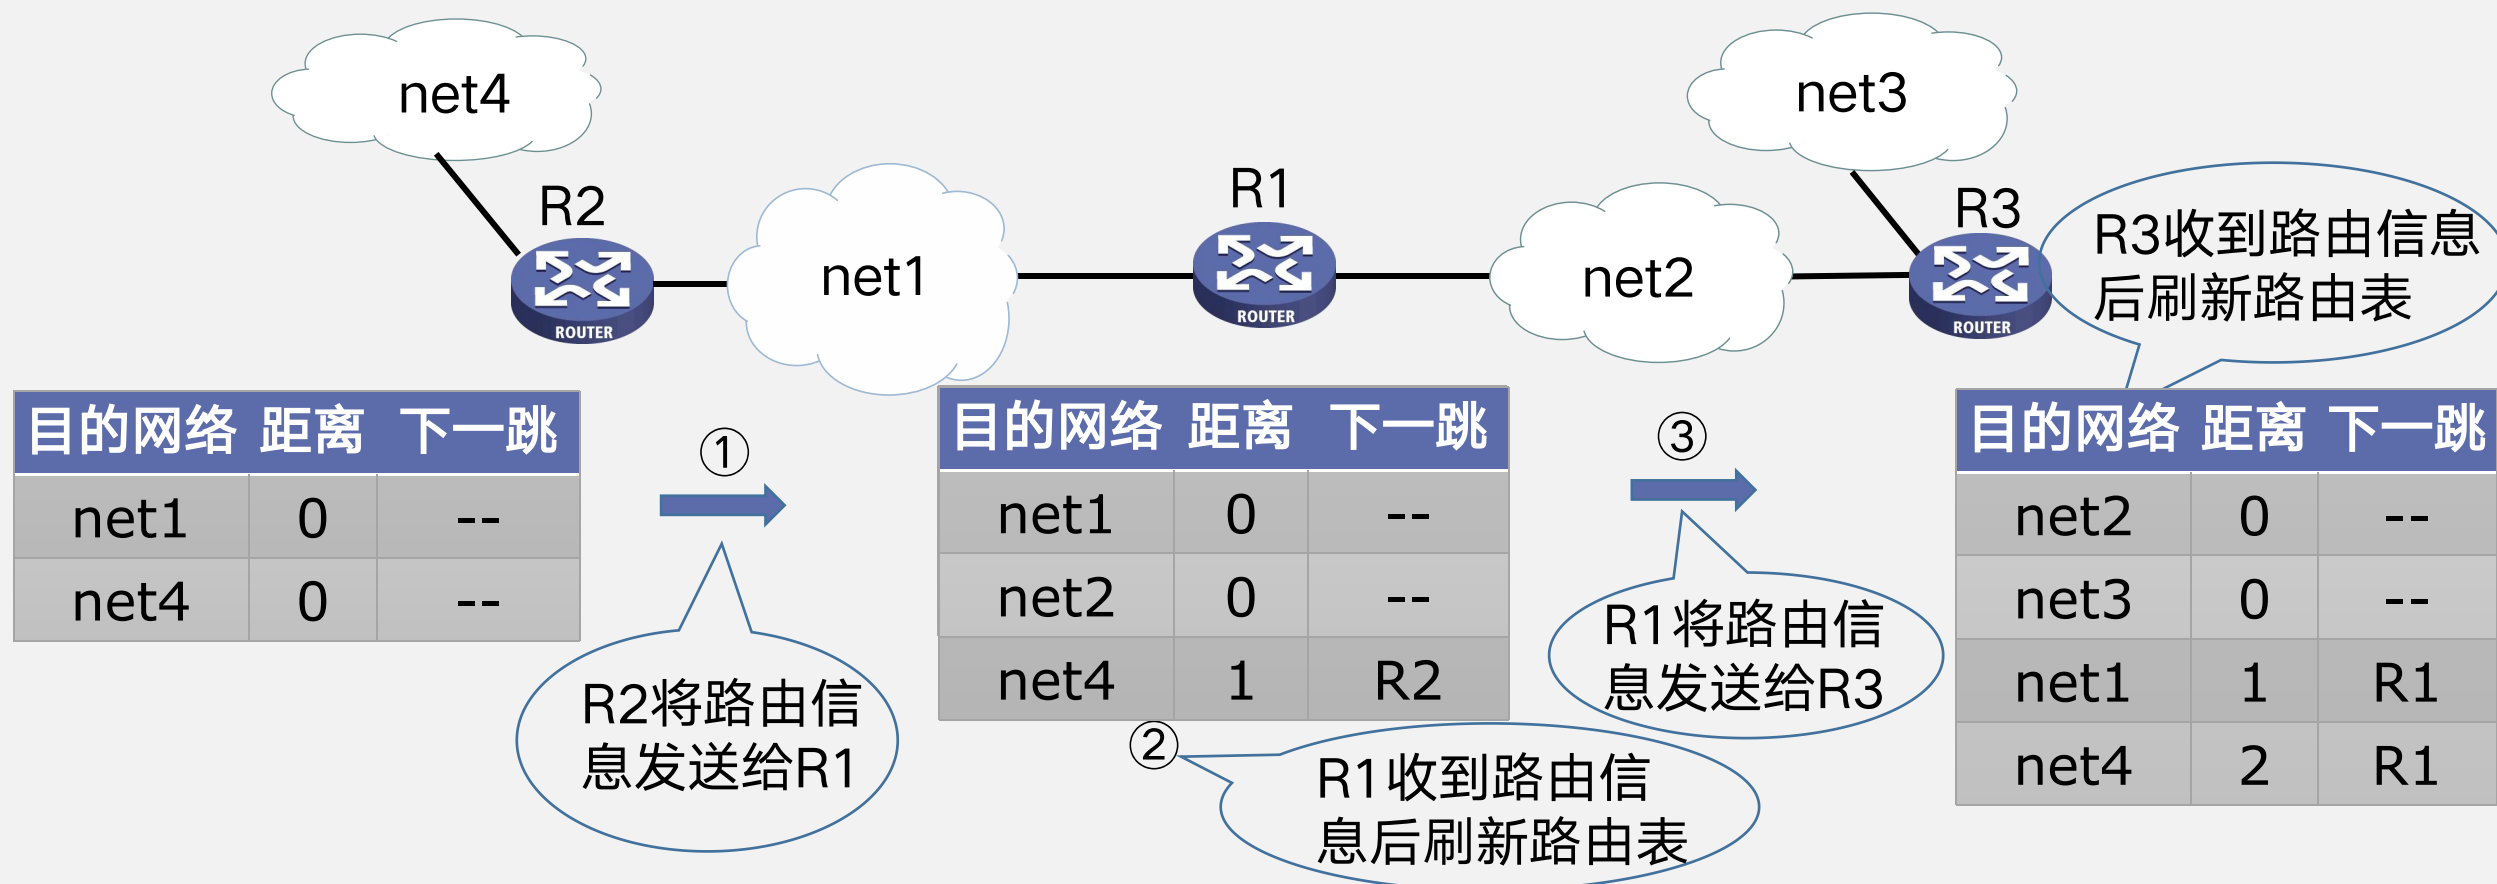 net4
net3
R2
R1
R3
net1
net2
ROUTER
ROUTER
ROUTER
R3收到路由信息
后刷新路由表
目的网络 距离 下一跳
net1 0 --
net4 0 --
①
R2将路由信
息发送给R1
目的网络 距离 下一跳
net1 0 --
net2 0 --
net4 1 R2
②
R1收到路由信
息后刷新路由表
③
R1将路由信
息发送给R3
目的网络 距离 下一跳
net2 0 --
net3 0 --
net1 1 R1
net4 2 R1